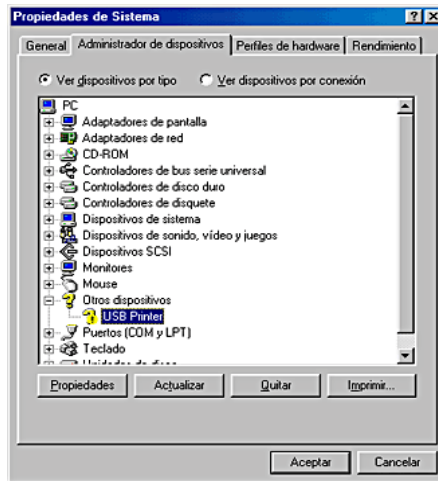 Propiedades de Sistema
General Administrador de dispositivos Perfiles de hardware Rendimiento
Ver dispositivos por tipo Ver dispositivos por conexión
PC
Adaptadores de pantalla
Adaptadores de red
CD-ROM
Controladores de bus serie universal
Controladores de disco duro
Controladores de disquete
Dispositivos de sistema
Dispositivos de sonido, vídeo y juegos
Dispositivos SCSI
Monitores
Mouse
Otros dispositivos
USB Printer
Puertos (COM y LPT)
Teclado
Unidades de disco
Propiedades Actualizar Quitar Imprimir...
Aceptar Cancelar